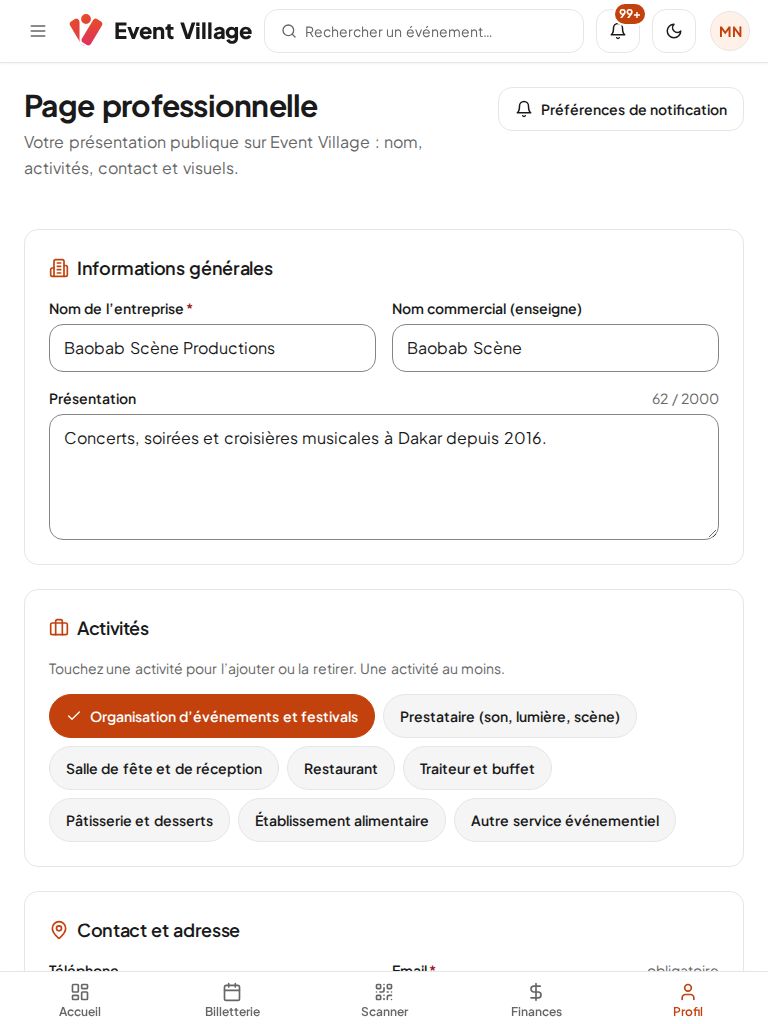 Event Village
Rechercher un événement...
99+
MN
Page professionnelle
Préférences de notification
Votre présentation publique sur Event Village : nom,
activités, contact et visuels.
Informations générales
Nom de l’entreprise *
Nom commercial (enseigne)
Baobab Scène Productions
Baobab Scène
Présentation
62 / 2000
Concerts, soirées et croisières musicales à Dakar depuis 2016.
Activités
Touchez une activité pour l’ajouter ou la retirer. Une activité au moins.
Organisation d’événements et festivals
Prestataire (son, lumière, scène)
Salle de fête et de réception
Restaurant
Traiteur et buffet
Pâtisserie et desserts
Établissement alimentaire
Autre service événementiel
Contact et adresse
Téléphone
Email *
obligatoire
Accueil
Billetterie
Scanner
Finances
Profil